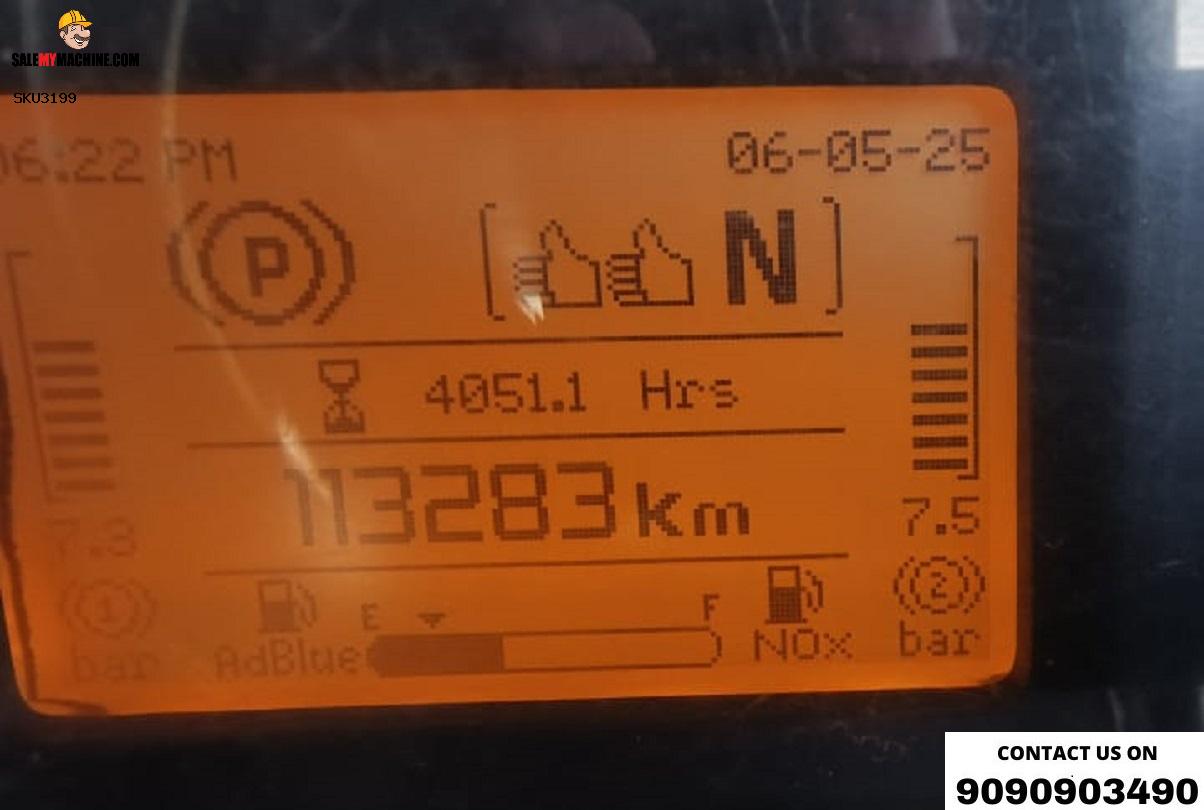 SALEMYMACHINE.COM
SKU3199
06:22 PM 06-05-25
P N
4051.1 Hrs
113283 km
7.3 7.5
1 E F 2
bar AdBlue NOx bar
CONTACT US ON
9090903490